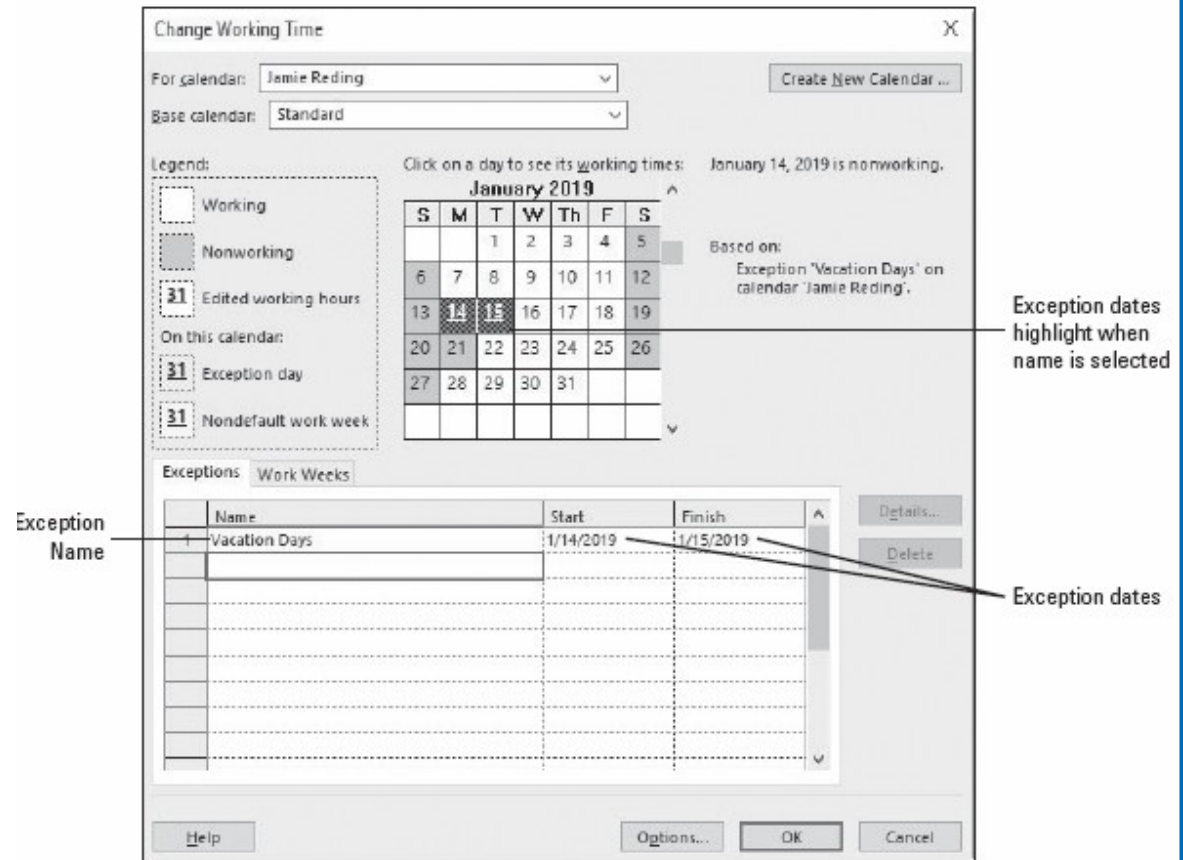 Change Working Time X
For calendar: Jamie Reding Create New Calendar ...
Base calendar: Standard
Legend: Click on a day to see its working times: January 14, 2019 is nonworking.
January 2019
Working
S M T W Th F S
1 2 3 4 5
Nonworking
Based on:
Exception 'Vacation Days' on
calendar 'Jamie Reding'.
6 7 8 9 10 11 12
31 Edited working hours
13 14 15 16 17 18 19
On this calendar:
20 21 22 23 24 25 26
31 Exception day
27 28 29 30 31
31 Nondefault work week
Exception dates
highlight when
name is selected
Exceptions Work Weeks
Name Start Finish Details...
Exception
Name
1 Vacation Days 1/14/2019 1/15/2019
Delete
Exception dates
Help Options... OK Cancel